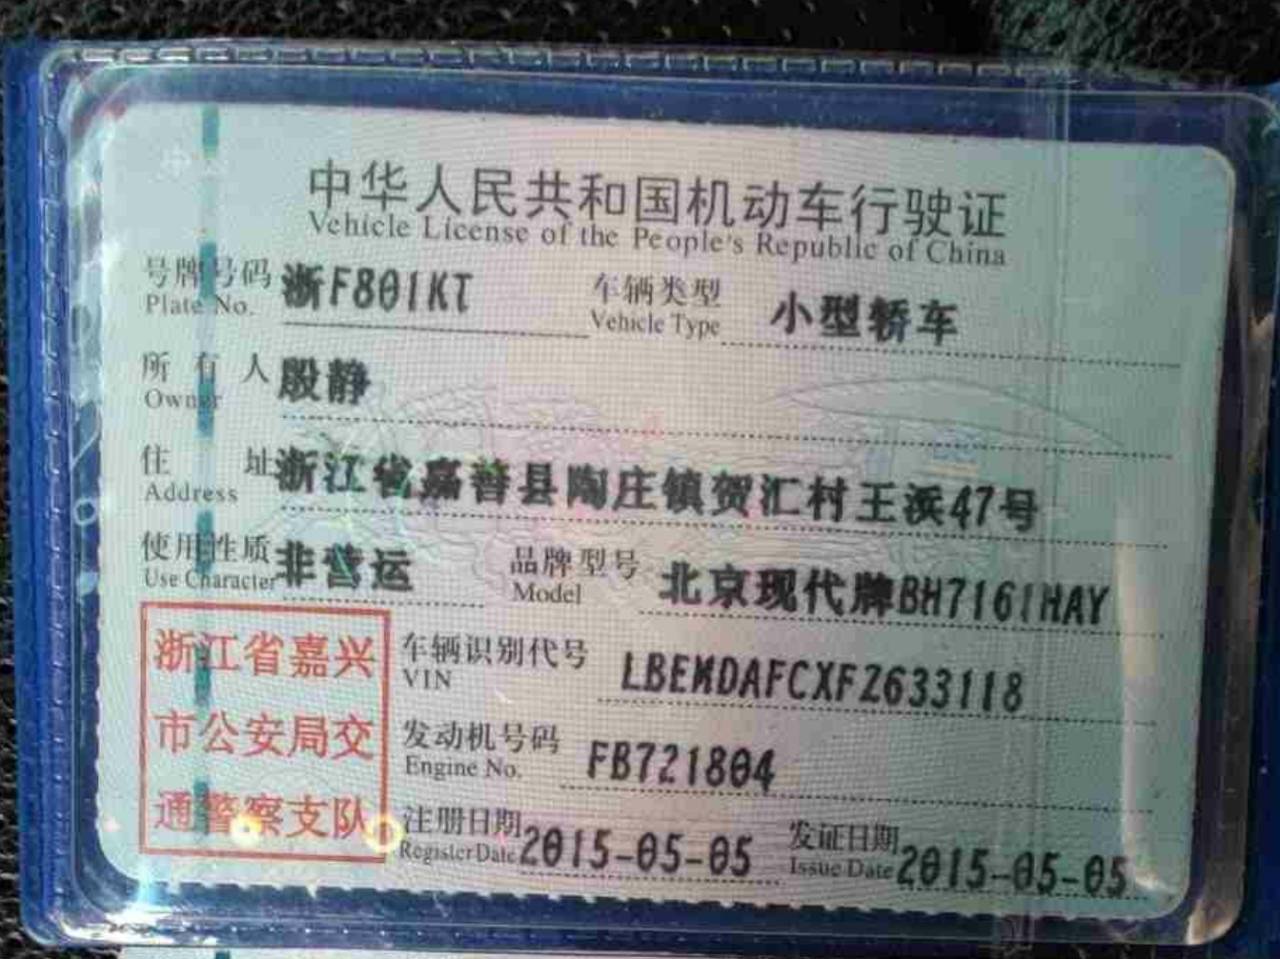 中华人民共和国机动车行驶证
Vehicle License of the People's Republic of China
号牌号码 浙F801KT 车辆类型 小型轿车
Plate No. Vehicle Type
所有人 殷静
Owner
住址 浙江省嘉善县陶庄镇贺汇村王浜47号
Address
使用性质 非营运 品牌型号 北京现代牌BH7161HAY
Use Character Model
浙江省嘉兴
市公安局交
通警察支队
车辆识别代号 LBEMDAFCXFZ633118
VIN
发动机号码 FB721804
Engine No.
注册日期 2015-05-05 发证日期 2015-05-05
Register Date Issue Date